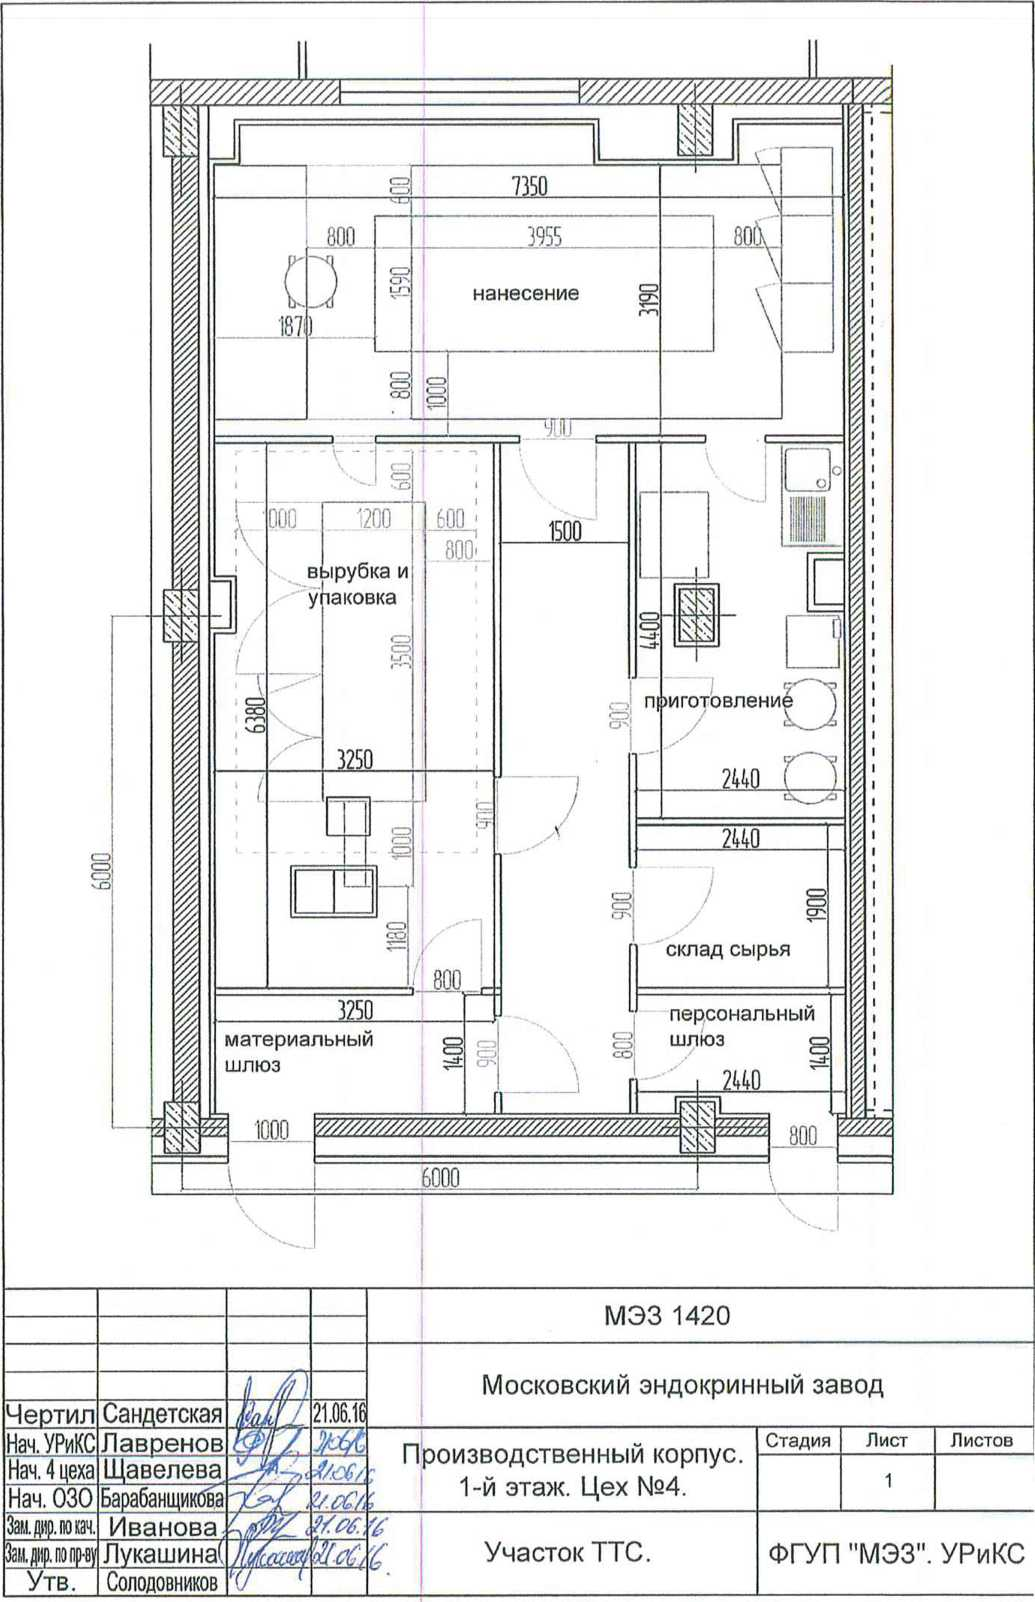 7350
600
800
3955
800
1590
нанесение
3190
1870
800
1000
900
600
1000
1200
600
1500
800
вырубка и
упаковка
3500
4400
6380
приготовление
900
3250
2440
900
1000
2440
6000
900
1900
1180
склад сырья
800
3250
персональный
шлюз
материальный
шлюз
1400
900
800
1400
2440
1000
800
6000
МЭЗ 1420
Московский эндокринный завод
Чертил Сандетская 21.06.16
Нач. УРиКС Лавренов 21.06.16
Производственный корпус.
1-й этаж. Цех №4.
Стадия Лист Листов
1
Нач. 4 цеха Щавелева 21.06.16
Нач. ОЗО Барабанщикова 21.06.16
Зам. дир. по кач. Иванова 21.06.16
Зам. дир. по пр-ву Лукашина 21.06.16.
Утв. Солодовников
Участок ТТС.
ФГУП "МЭЗ". УРиКС